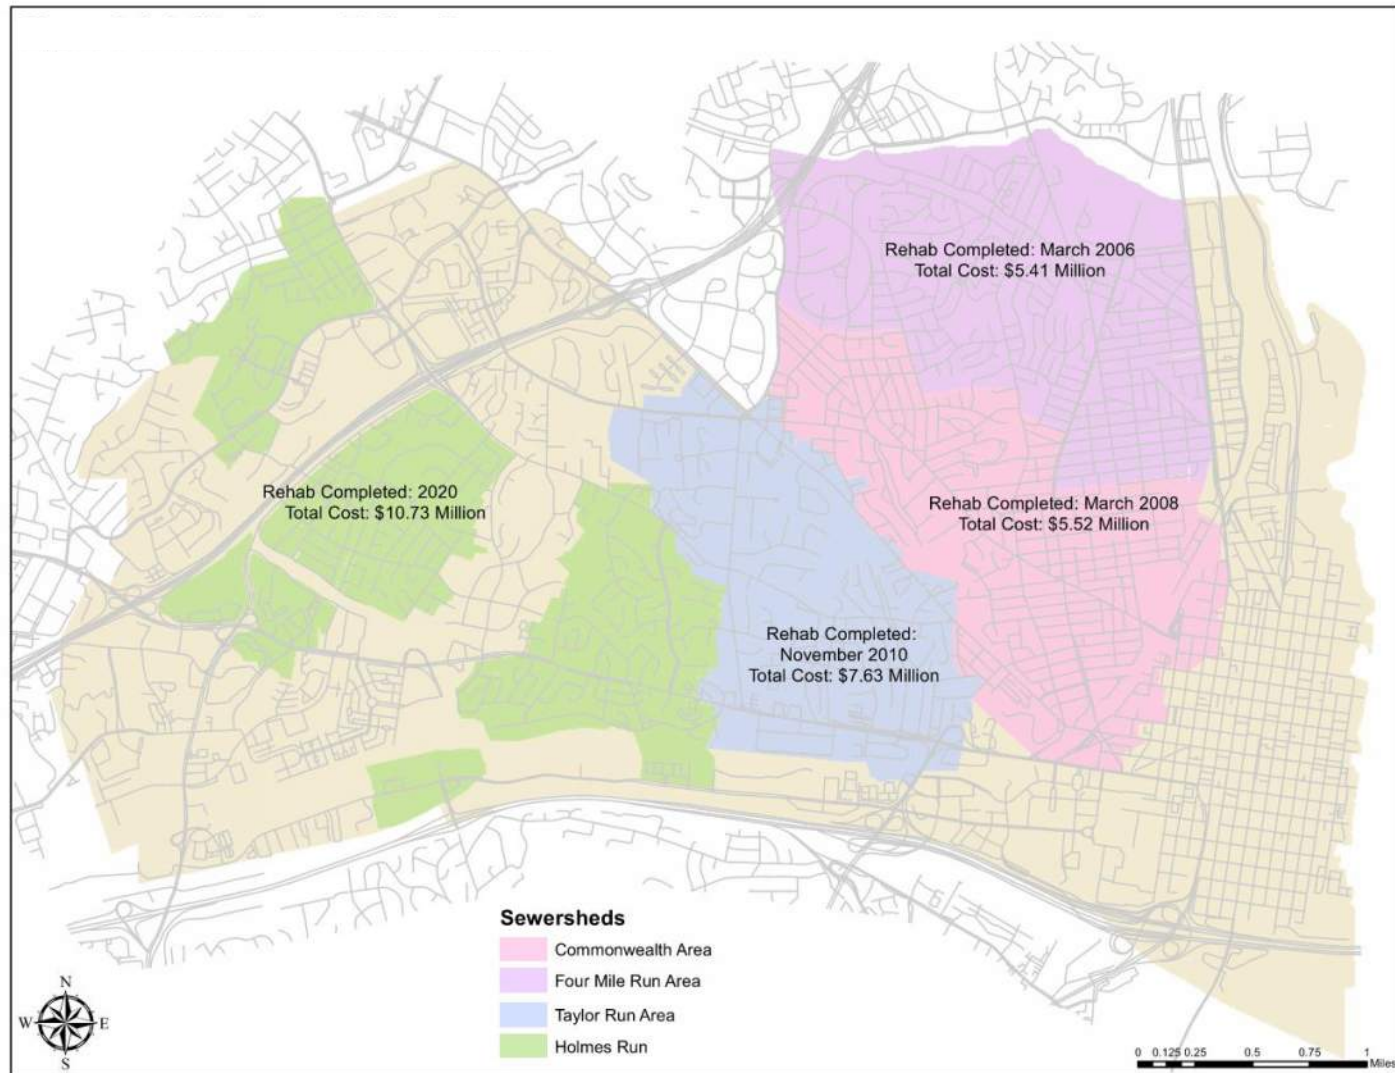 Rehab Completed: March 2006
Total Cost: $5.41 Million
Rehab Completed: 2020
Total Cost: $10.73 Million
Rehab Completed: March 2008
Total Cost: $5.52 Million
Rehab Completed:
November 2010
Total Cost: $7.63 Million
Sewersheds
Commonwealth Area
Four Mile Run Area
Taylor Run Area
Holmes Run
N
W E
S
0 0.125 0.25 0.5 0.75 1
Miles